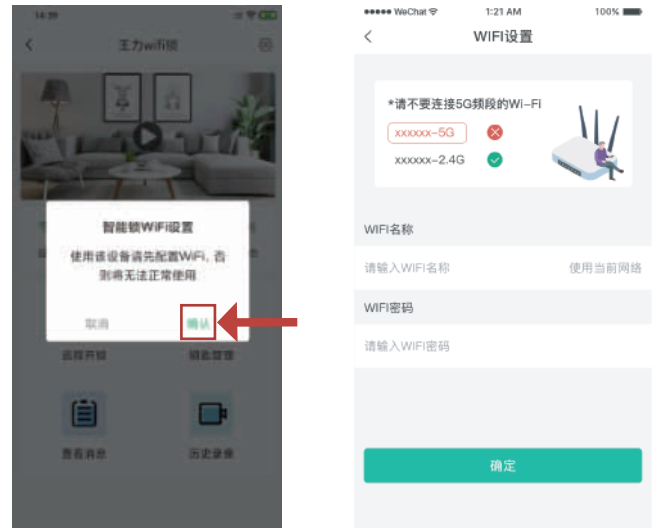 14:39
王力wifi锁
智能锁WiFi设置
使用该设备请先配置WiFi，否
则将无法正常使用
取消
确认
远程开锁
钥匙管理
查看消息
历史录像
WeChat
1:21 AM
100%
WIFI设置
*请不要连接5G频段的Wi-Fi
xxxxxx-5G
xxxxxx-2.4G
WIFI名称
请输入WIFI名称
使用当前网络
WIFI密码
请输入WIFI密码
确定